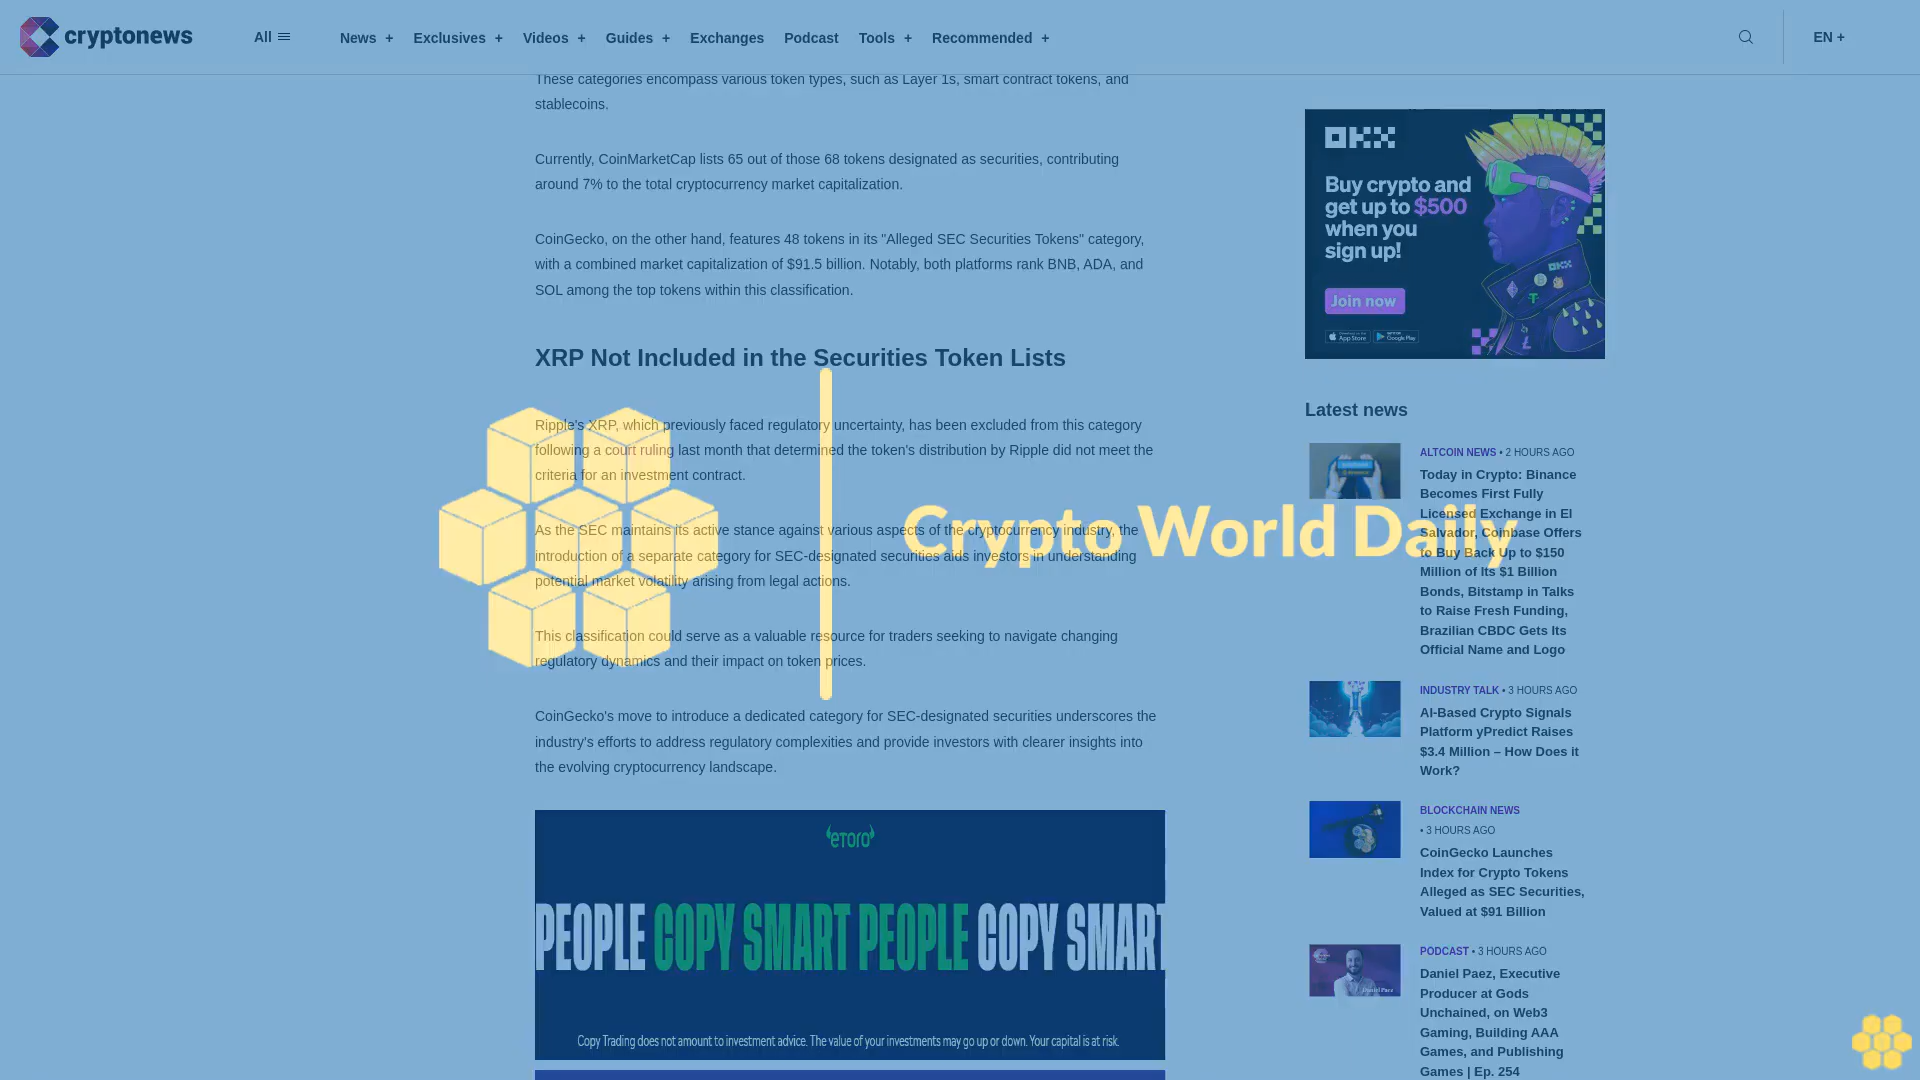 cryptonews
All
News +
Exclusives +
Videos +
Guides +
Exchanges
Podcast
Tools +
Recommended +
EN +
These categories encompass various token types, such as Layer 1s, smart contract tokens, and
stablecoins.
Currently, CoinMarketCap lists 65 out of those 68 tokens designated as securities, contributing
around 7% to the total cryptocurrency market capitalization.
CoinGecko, on the other hand, features 48 tokens in its "Alleged SEC Securities Tokens" category,
with a combined market capitalization of $91.5 billion. Notably, both platforms rank BNB, ADA, and
SOL among the top tokens within this classification.
XRP Not Included in the Securities Token Lists
Ripple's XRP, which previously faced regulatory uncertainty, has been excluded from this category
following a court ruling last month that determined the token's distribution by Ripple did not meet the
criteria for an investment contract.
As the SEC maintains its active stance against various aspects of the cryptocurrency industry, the
introduction of a separate category for SEC-designated securities aids investors in understanding
potential market volatility arising from legal actions.
This classification could serve as a valuable resource for traders seeking to navigate changing
regulatory dynamics and their impact on token prices.
CoinGecko's move to introduce a dedicated category for SEC-designated securities underscores the
industry's efforts to address regulatory complexities and provide investors with clearer insights into
the evolving cryptocurrency landscape.
Crypto World Daily
eToro
PEOPLE COPY SMART PEOPLE COPY SMART
Copy Trading does not amount to investment advice. The value of your investments may go up or down. Your capital is at risk.
OKX
Buy crypto and
get up to $500
when you
sign up!
Join now
App Store
Google Play
Latest news
ALTCOIN NEWS • 2 HOURS AGO
Today in Crypto: Binance
Becomes First Fully
Licensed Exchange in El
Salvador, Coinbase Offers
to Buy Back Up to $150
Million of Its $1 Billion
Bonds, Bitstamp in Talks
to Raise Fresh Funding,
Brazilian CBDC Gets Its
Official Name and Logo
INDUSTRY TALK • 3 HOURS AGO
AI-Based Crypto Signals
Platform yPredict Raises
$3.4 Million – How Does it
Work?
BLOCKCHAIN NEWS
• 3 HOURS AGO
CoinGecko Launches
Index for Crypto Tokens
Alleged as SEC Securities,
Valued at $91 Billion
PODCAST • 3 HOURS AGO
Daniel Paez, Executive
Producer at Gods
Unchained, on Web3
Gaming, Building AAA
Games, and Publishing
Games | Ep. 254